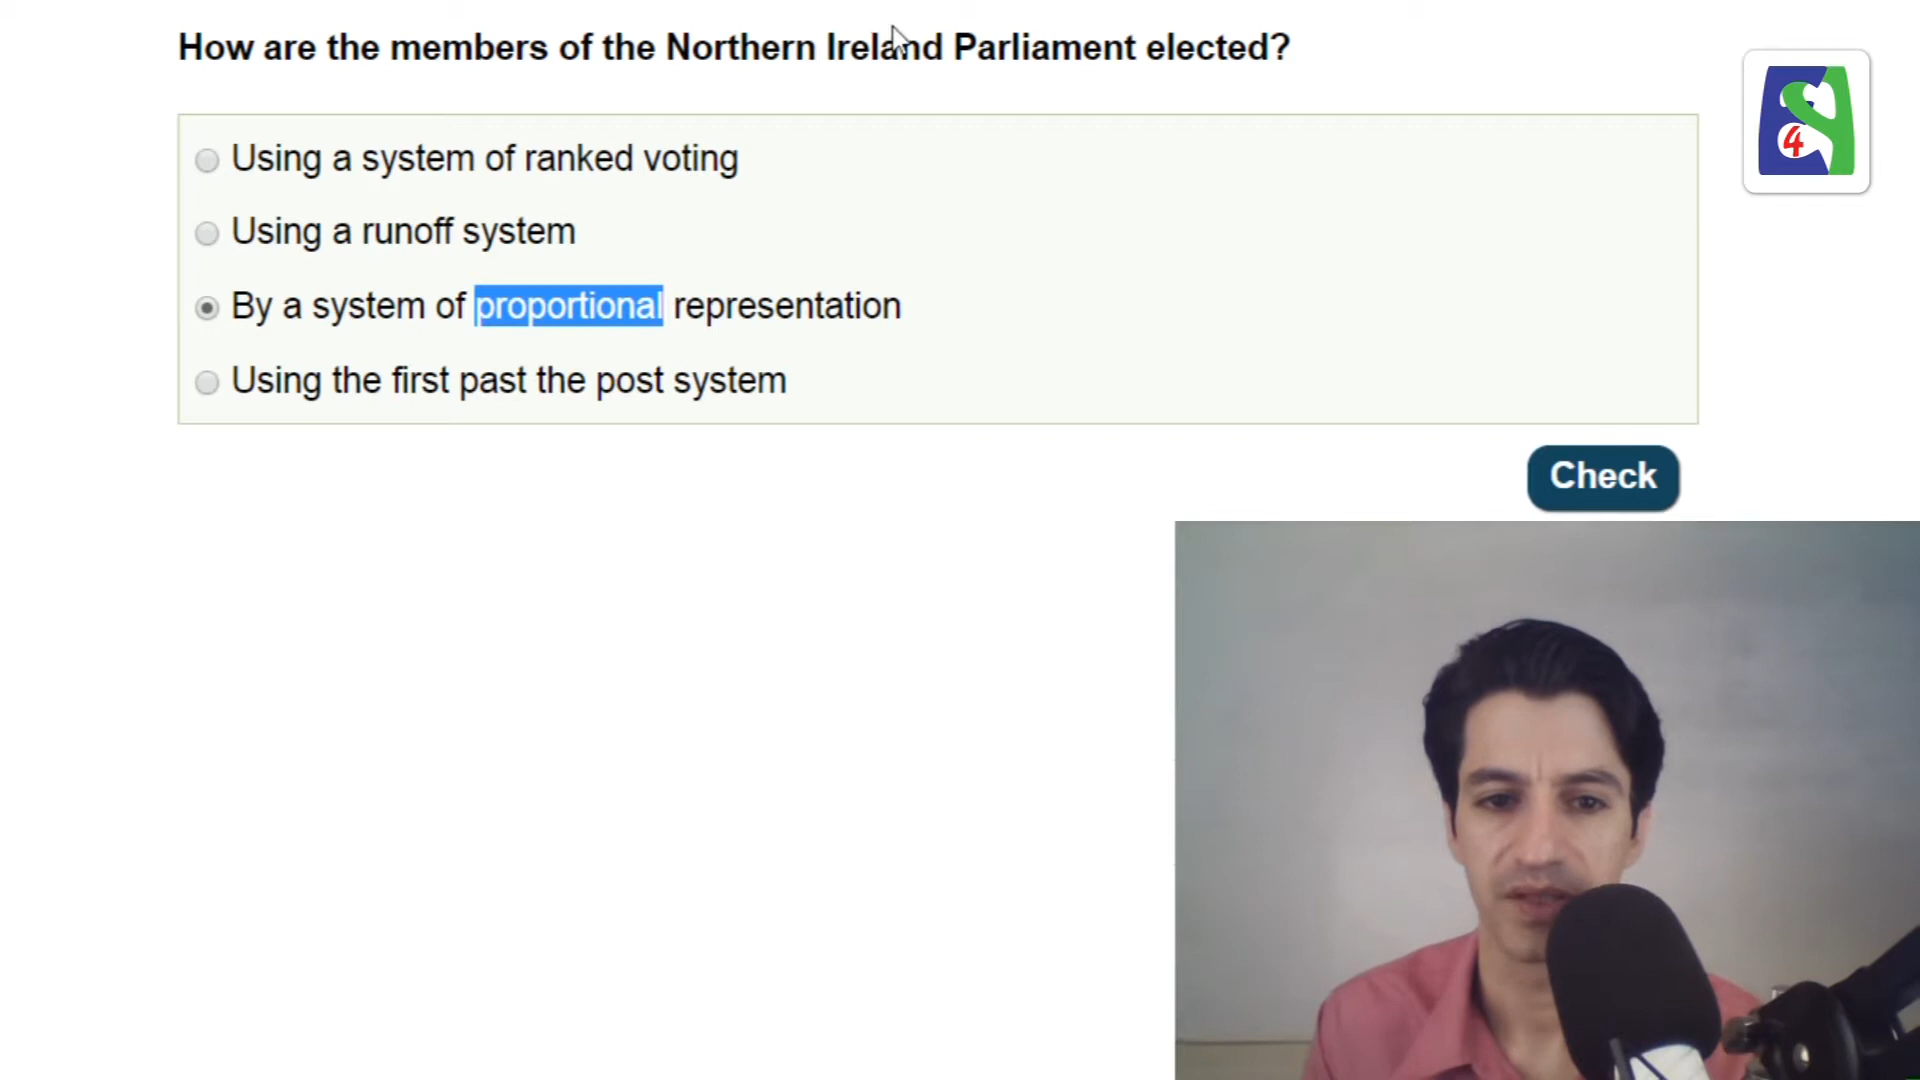 How are the members of the Northern Ireland Parliament elected?
Using a system of ranked voting
Using a runoff system
By a system of proportional representation
Using the first past the post system
Check
4